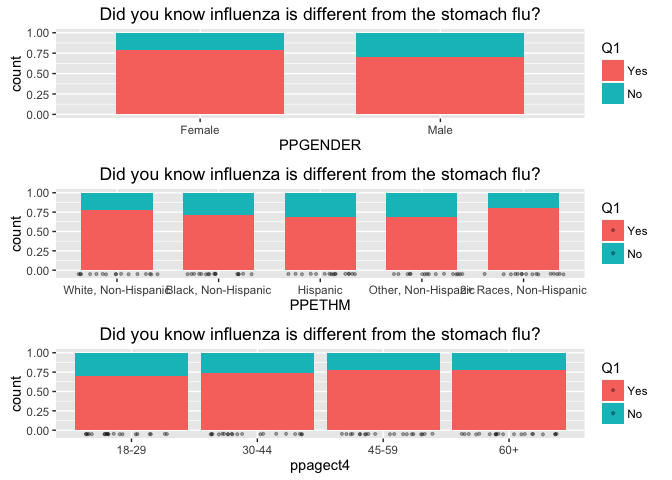 Did you know influenza is different from the stomach flu?
count
1.00
0.75
0.50
0.25
0.00
Female
Male
PPGENDER
Q1
Yes
No
Did you know influenza is different from the stomach flu?
count
1.00
0.75
0.50
0.25
0.00
White, Non-Hispanic
Black, Non-Hispanic
Hispanic
Other, Non-Hispanic
2+ Races, Non-Hispanic
PPETHM
Q1
Yes
No
Did you know influenza is different from the stomach flu?
count
1.00
0.75
0.50
0.25
0.00
18-29
30-44
45-59
60+
ppagect4
Q1
Yes
No